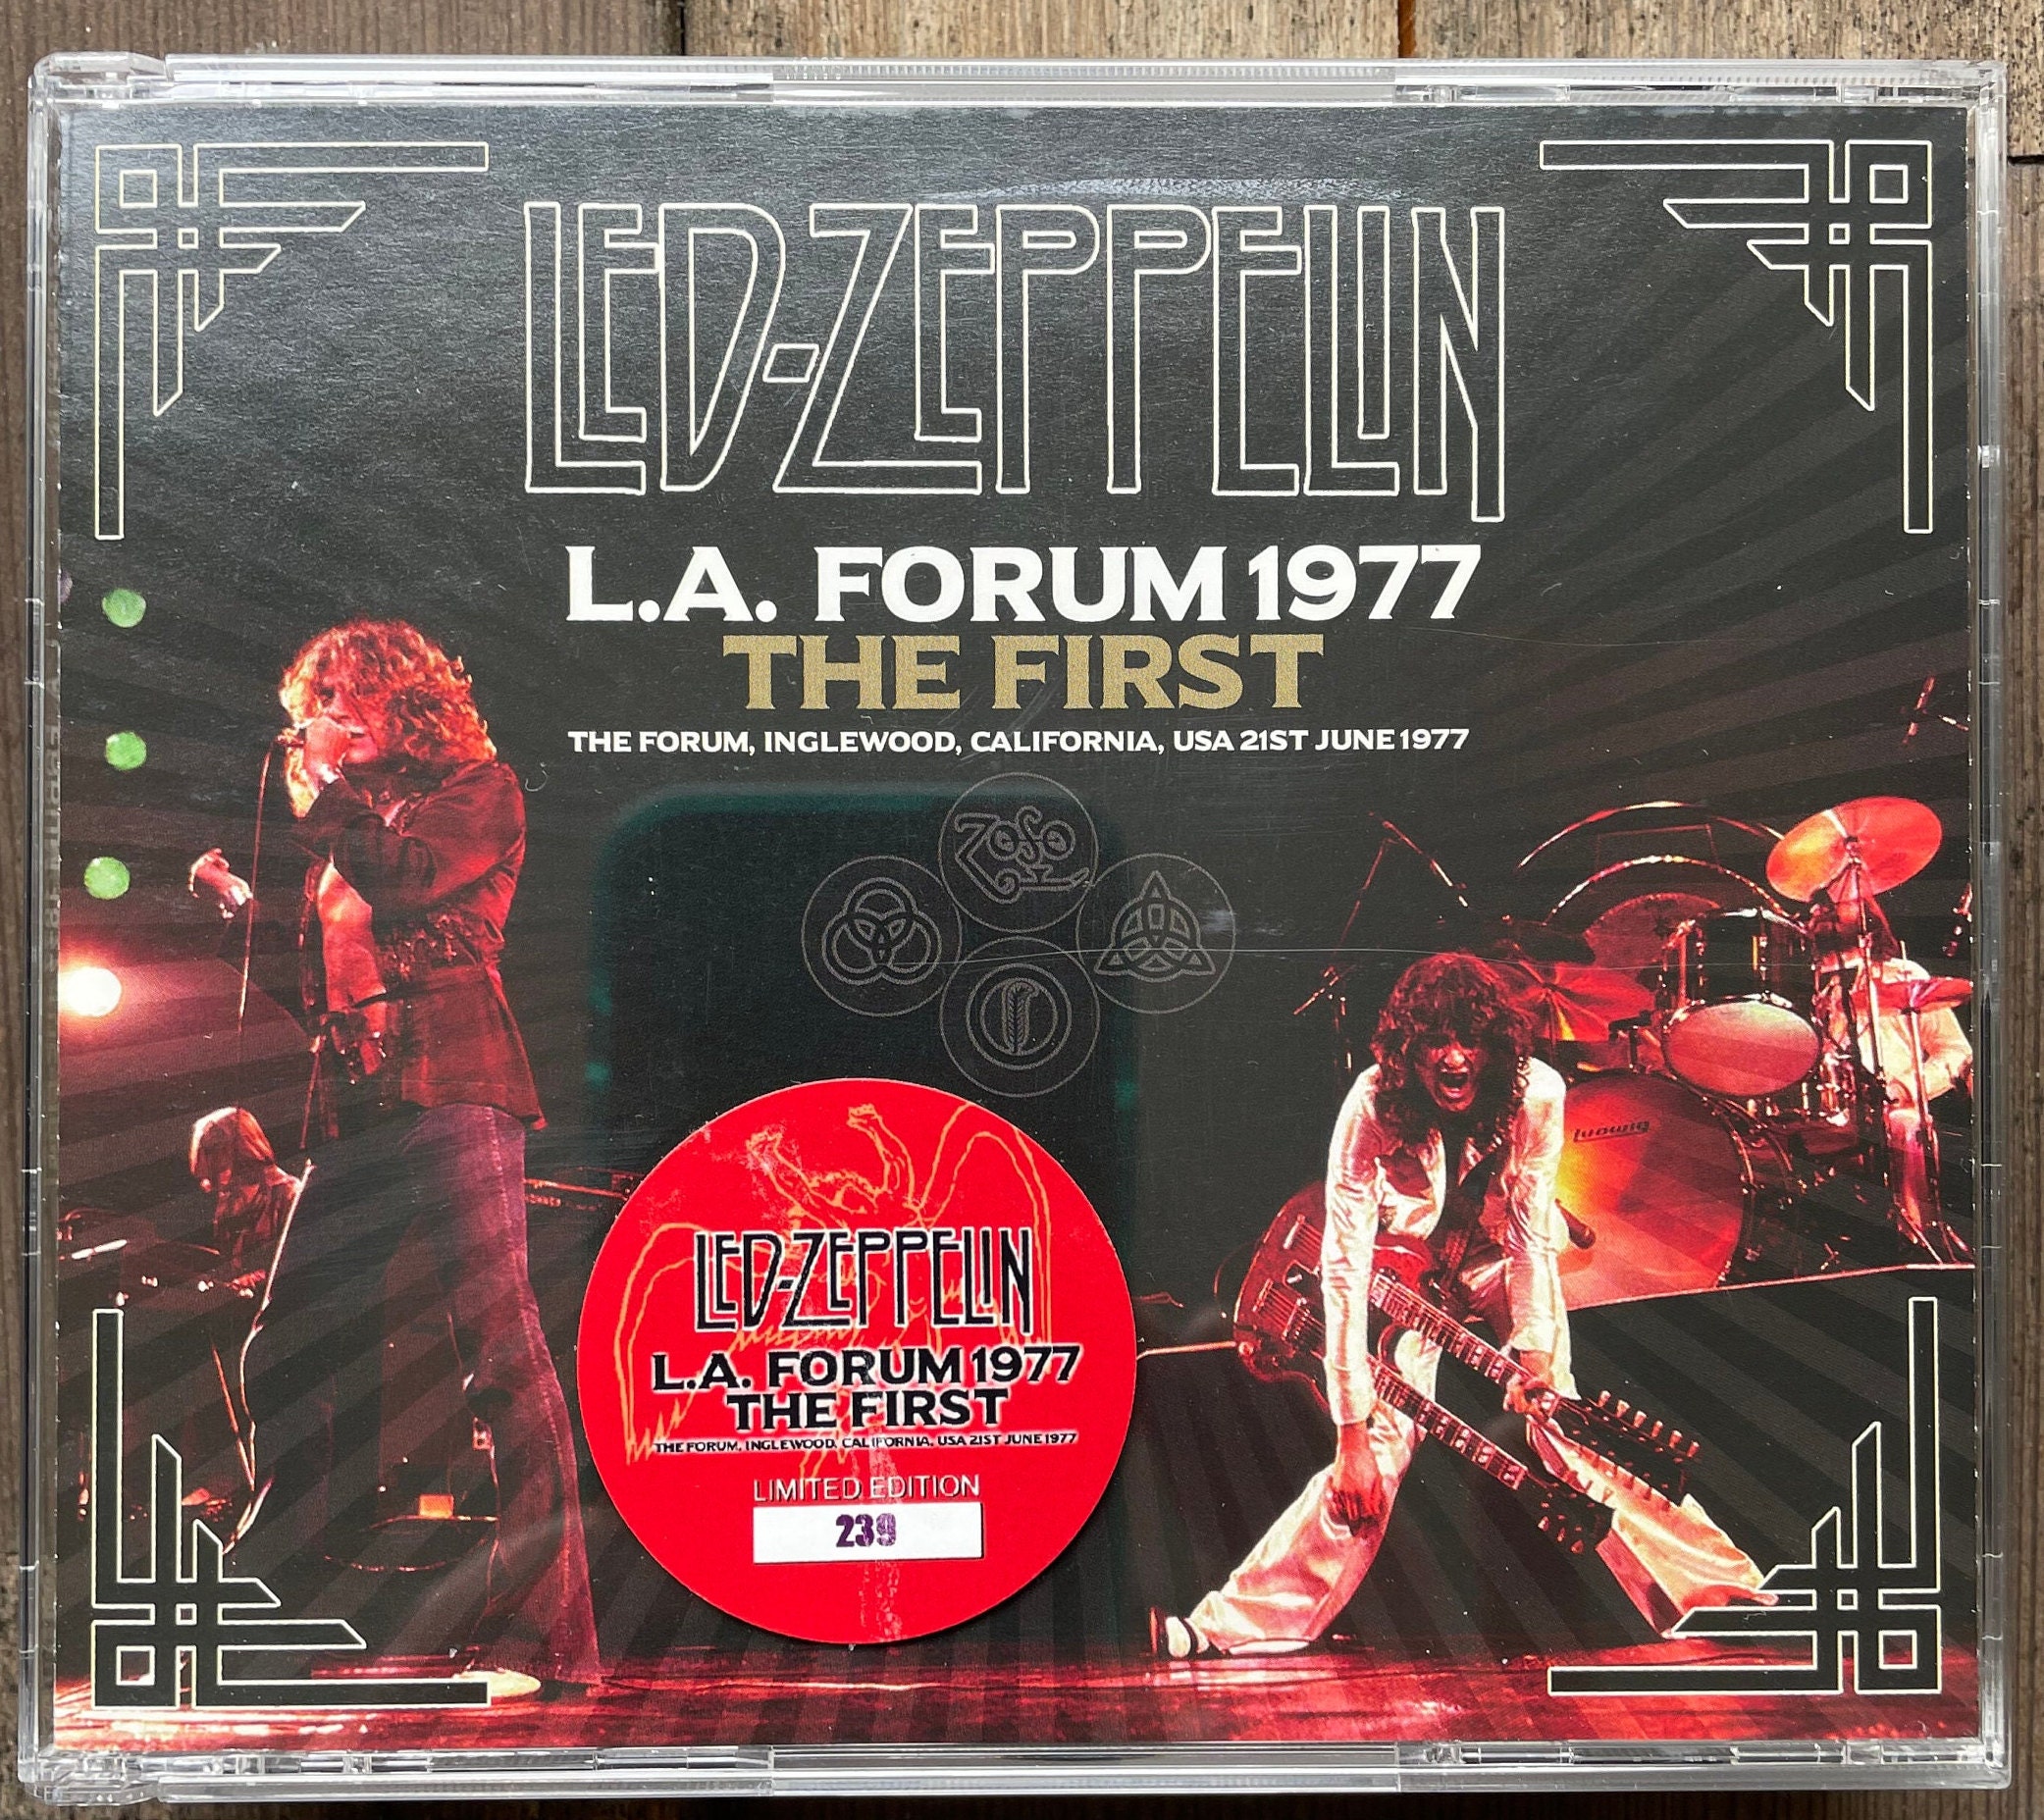 LED-ZEPPELIN
L.A. FORUM 1977
THE FIRST
THE FORUM, INGLEWOOD, CALIFORNIA, USA 21ST JUNE 1977
ZOSO
Ludwig
LED-ZEPPELIN
L.A. FORUM 1977
THE FIRST
THE FORUM, INGLEWOOD, CALIFORNIA, USA 21ST JUNE 1977
LIMITED EDITION
239